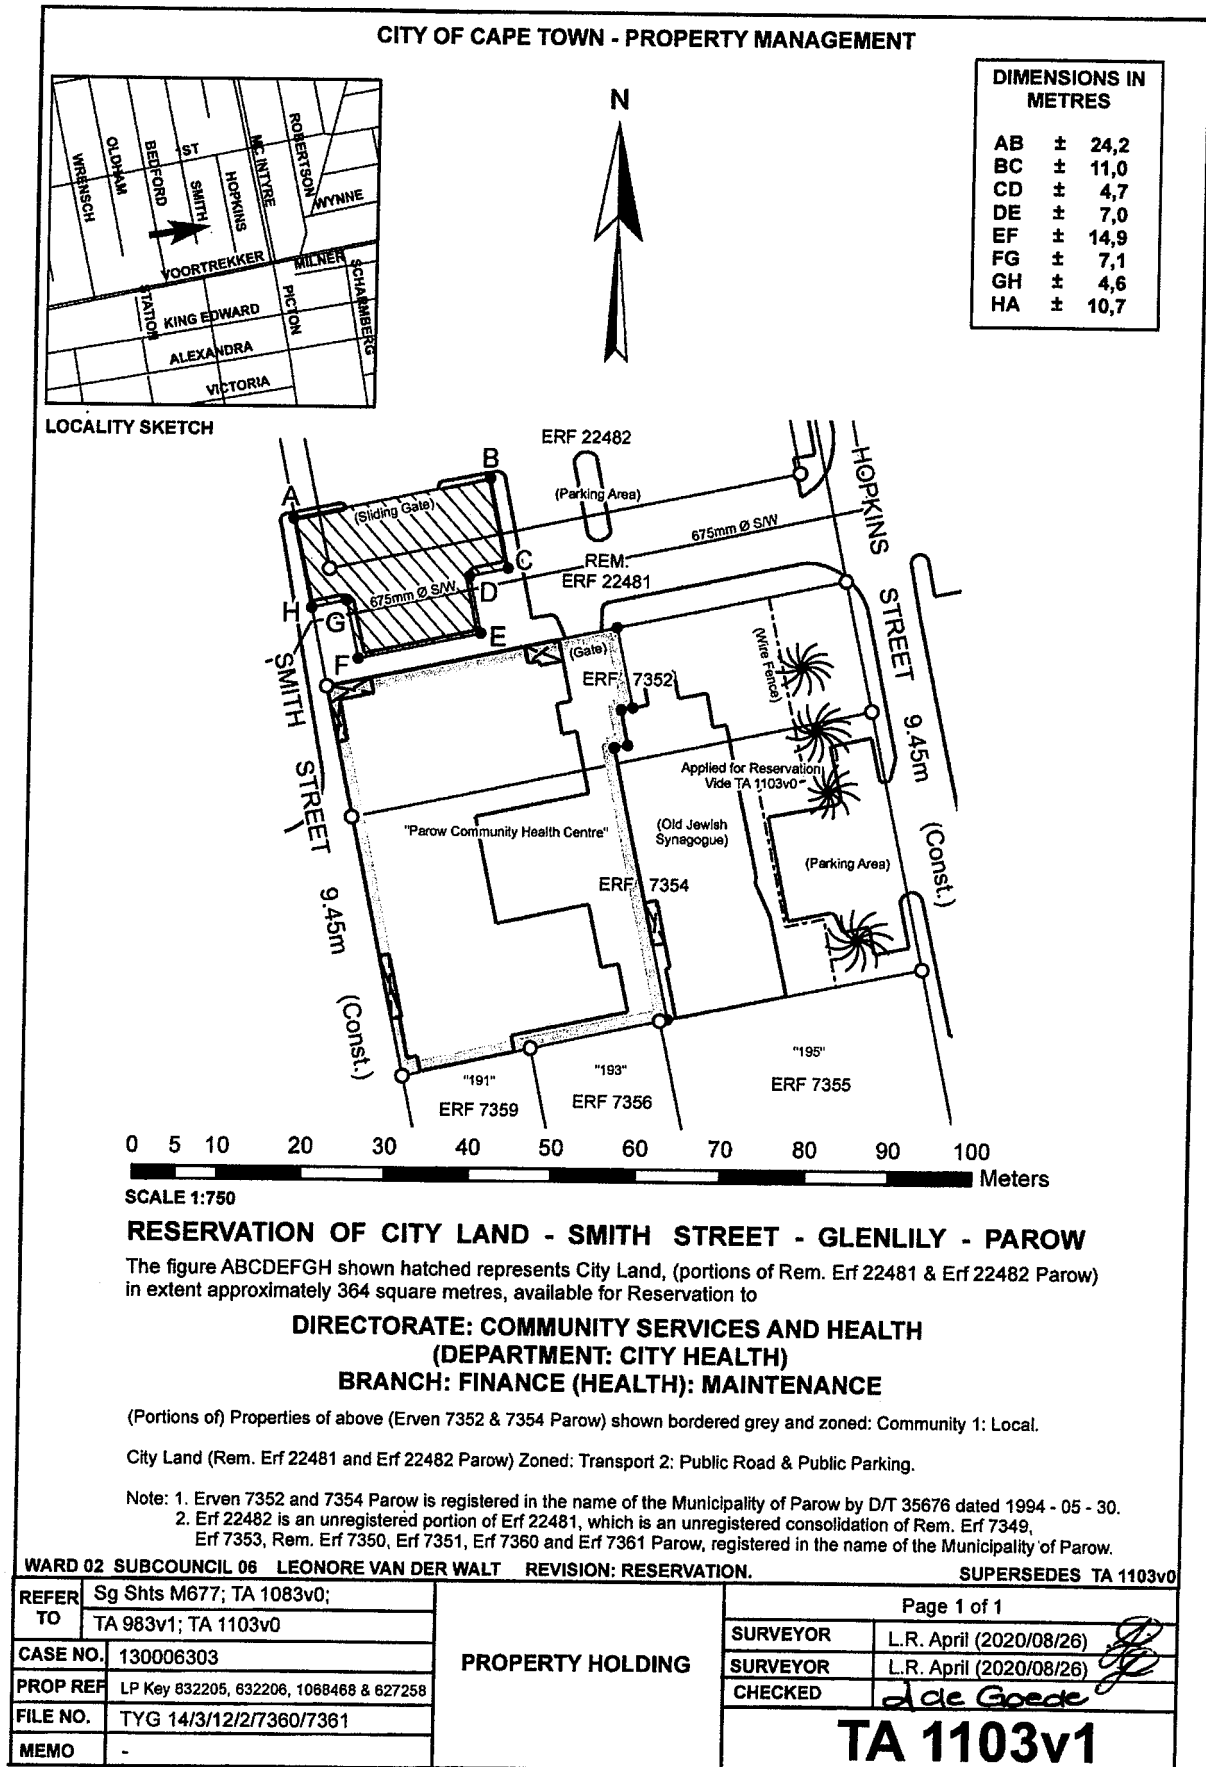 CITY OF CAPE TOWN - PROPERTY MANAGEMENT
WRENSCH
OLDHAM
BEDFORD
1ST
SMITH
HOPKINS
MC INTYRE
ROBERTSON
WYNNE
VOORTREKKER
MILNER
SCHARMBERG
STATION
KING EDWARD
PICTON
ALEXANDRA
VICTORIA
LOCALITY SKETCH
N
DIMENSIONS IN
METRES
AB ± 24,2
BC ± 11,0
CD ± 4,7
DE ± 7,0
EF ± 14,9
FG ± 7,1
GH ± 4,6
HA ± 10,7
ERF 22482
B
A
(Parking Area)
(Sliding Gate)
HOPKINS STREET 9.45m (Const.)
675mm Ø S/W
C
REM.
ERF 22481
D
675mm Ø S/W
H
G
E
F
(Gate)
(Wire Fence)
SMITH STREET 9.45m (Const.)
ERF 7352
Applied for Reservation
Vide TA 1103v0
"Parow Community Health Centre"
(Old Jewish
Synagogue)
(Parking Area)
ERF 7354
"191"
ERF 7359
"193"
ERF 7356
"195"
ERF 7355
0 5 10 20 30 40 50 60 70 80 90 100
Meters
SCALE 1:750
RESERVATION OF CITY LAND - SMITH STREET - GLENLILY - PAROW
The figure ABCDEFGH shown hatched represents City Land, (portions of Rem. Erf 22481 & Erf 22482 Parow)
in extent approximately 364 square metres, available for Reservation to
DIRECTORATE: COMMUNITY SERVICES AND HEALTH
(DEPARTMENT: CITY HEALTH)
BRANCH: FINANCE (HEALTH): MAINTENANCE
(Portions of) Properties of above (Erven 7352 & 7354 Parow) shown bordered grey and zoned: Community 1: Local.
City Land (Rem. Erf 22481 and Erf 22482 Parow) Zoned: Transport 2: Public Road & Public Parking.
Note: 1. Erven 7352 and 7354 Parow is registered in the name of the Municipality of Parow by D/T 35676 dated 1994 - 05 - 30.
2. Erf 22482 is an unregistered portion of Erf 22481, which is an unregistered consolidation of Rem. Erf 7349,
Erf 7353, Rem. Erf 7350, Erf 7351, Erf 7360 and Erf 7361 Parow, registered in the name of the Municipality of Parow.
WARD 02 SUBCOUNCIL 06 LEONORE VAN DER WALT REVISION: RESERVATION. SUPERSEDES TA 1103v0
REFER TO
Sg Shts M677; TA 1083v0;
TA 983v1; TA 1103v0
CASE NO. 130006303
PROP REF LP Key 632205, 632206, 1068468 & 627258
FILE NO. TYG 14/3/12/2/7360/7361
MEMO -
PROPERTY HOLDING
Page 1 of 1
SURVEYOR L.R. April (2020/08/26)
SURVEYOR L.R. April (2020/08/26)
CHECKED d de Goede
TA 1103v1